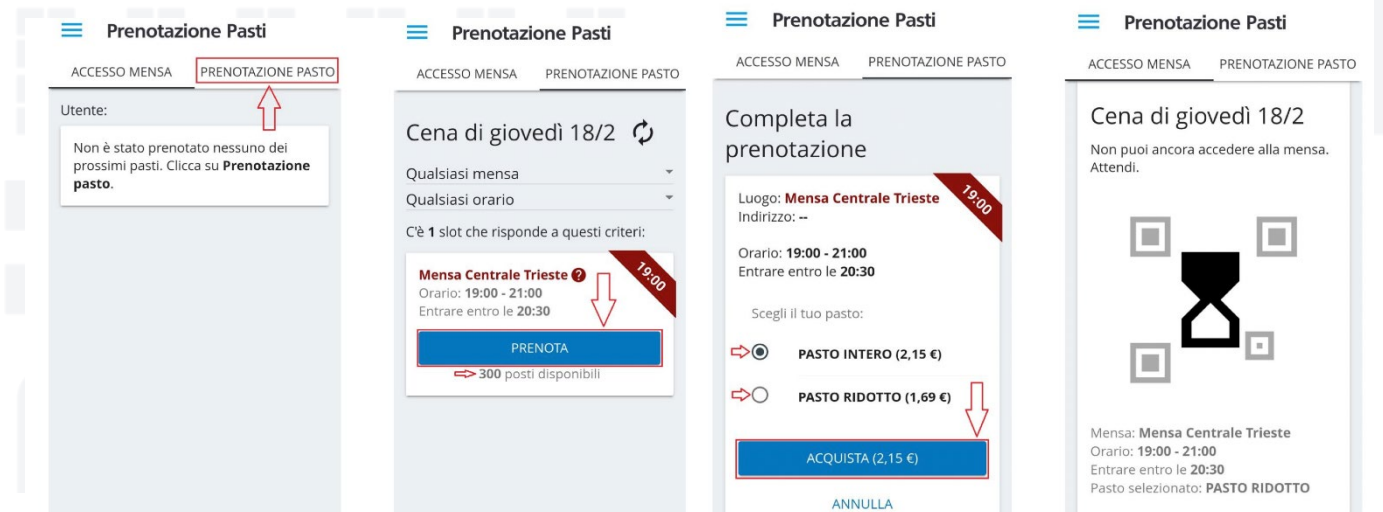 Prenotazione Pasti
ACCESSO MENSA
PRENOTAZIONE PASTO
Utente:
Non è stato prenotato nessuno dei
prossimi pasti. Clicca su Prenotazione
pasto.
Prenotazione Pasti
ACCESSO MENSA
PRENOTAZIONE PASTO
Cena di giovedì 18/2
Qualsiasi mensa
Qualsiasi orario
C'è 1 slot che risponde a questi criteri:
19:00
Mensa Centrale Trieste ?
Orario: 19:00 - 21:00
Entrare entro le 20:30
PRENOTA
300 posti disponibili
Prenotazione Pasti
ACCESSO MENSA
PRENOTAZIONE PASTO
Completa la
prenotazione
19:00
Luogo: Mensa Centrale Trieste
Indirizzo: --
Orario: 19:00 - 21:00
Entrare entro le 20:30
Scegli il tuo pasto:
PASTO INTERO (2,15 €)
PASTO RIDOTTO (1,69 €)
ACQUISTA (2,15 €)
ANNULLA
Prenotazione Pasti
ACCESSO MENSA
PRENOTAZIONE PASTO
Cena di giovedì 18/2
Non puoi ancora accedere alla mensa.
Attendi.
Mensa: Mensa Centrale Trieste
Orario: 19:00 - 21:00
Entrare entro le 20:30
Pasto selezionato: PASTO RIDOTTO